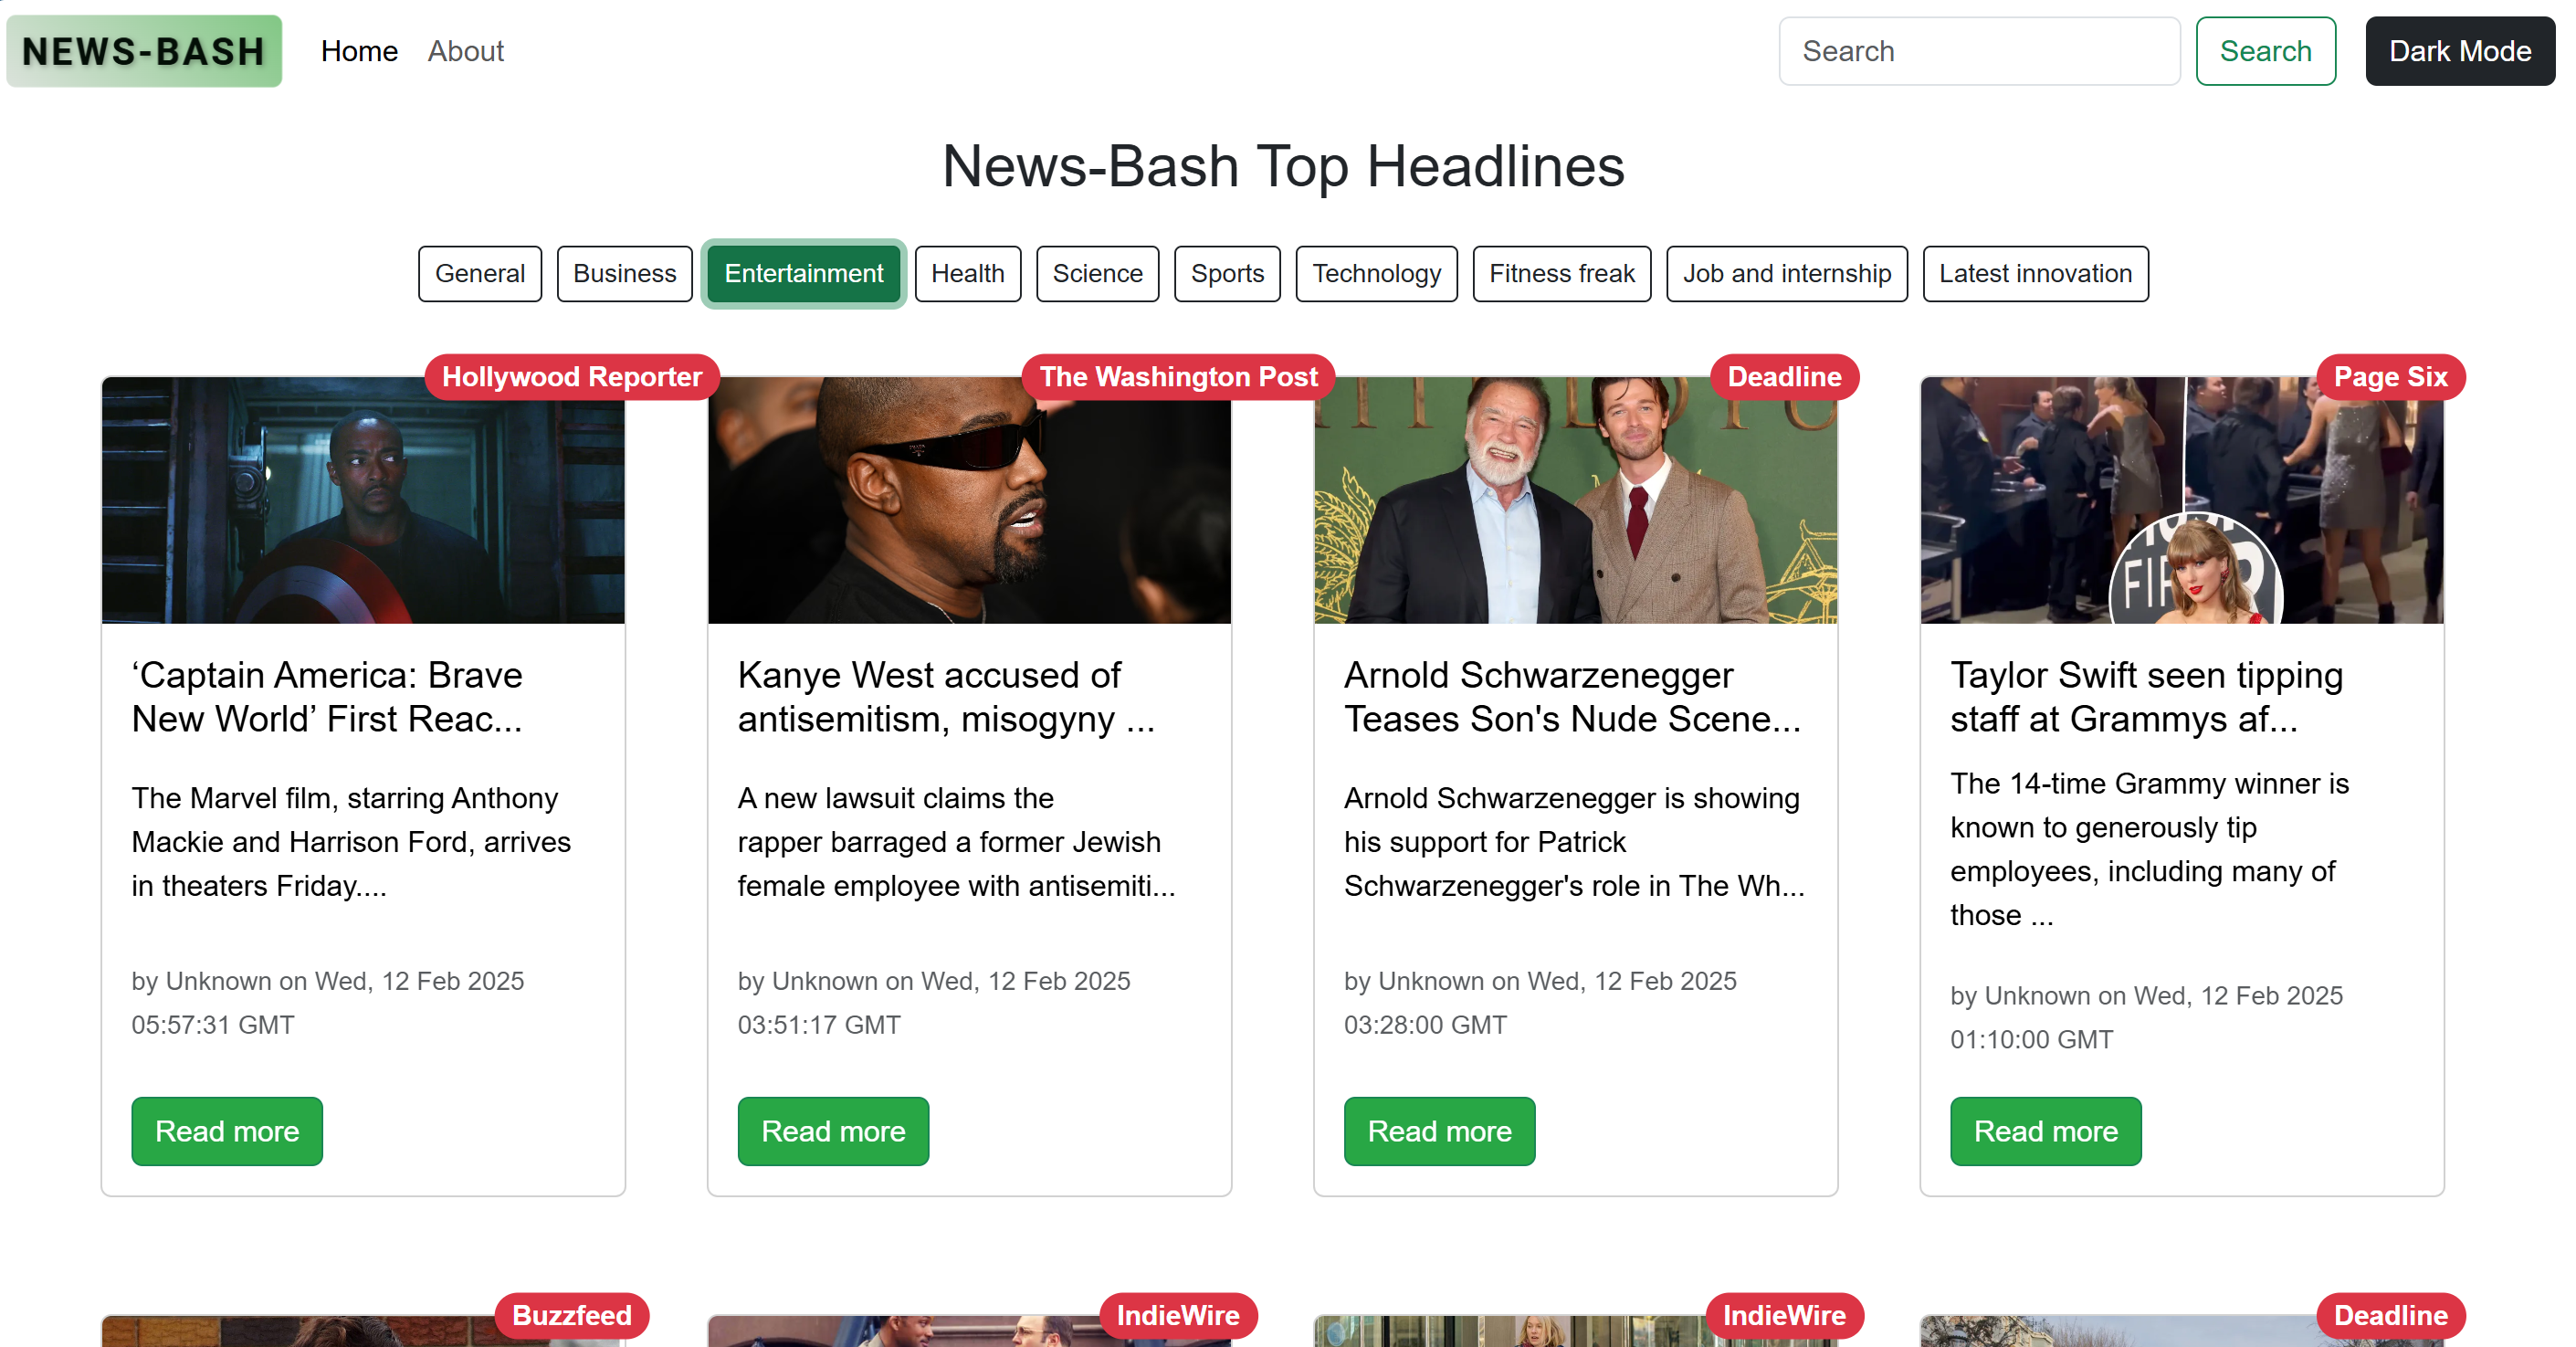 NEWS-BASH
Home
About
Search
Search
Dark Mode
News-Bash Top Headlines
General
Business
Entertainment
Health
Science
Sports
Technology
Fitness freak
Job and internship
Latest innovation
Hollywood Reporter
‘Captain America: Brave
New World’ First Reac...
The Marvel film, starring Anthony
Mackie and Harrison Ford, arrives
in theaters Friday....
by Unknown on Wed, 12 Feb 2025
05:57:31 GMT
Read more
The Washington Post
Kanye West accused of
antisemitism, misogyny ...
A new lawsuit claims the
rapper barraged a former Jewish
female employee with antisemiti...
by Unknown on Wed, 12 Feb 2025
03:51:17 GMT
Read more
Deadline
Arnold Schwarzenegger
Teases Son's Nude Scene...
Arnold Schwarzenegger is showing
his support for Patrick
Schwarzenegger's role in The Wh...
by Unknown on Wed, 12 Feb 2025
03:28:00 GMT
Read more
Page Six
Taylor Swift seen tipping
staff at Grammys af...
The 14-time Grammy winner is
known to generously tip
employees, including many of
those ...
by Unknown on Wed, 12 Feb 2025
01:10:00 GMT
Read more
Buzzfeed
IndieWire
IndieWire
Deadline